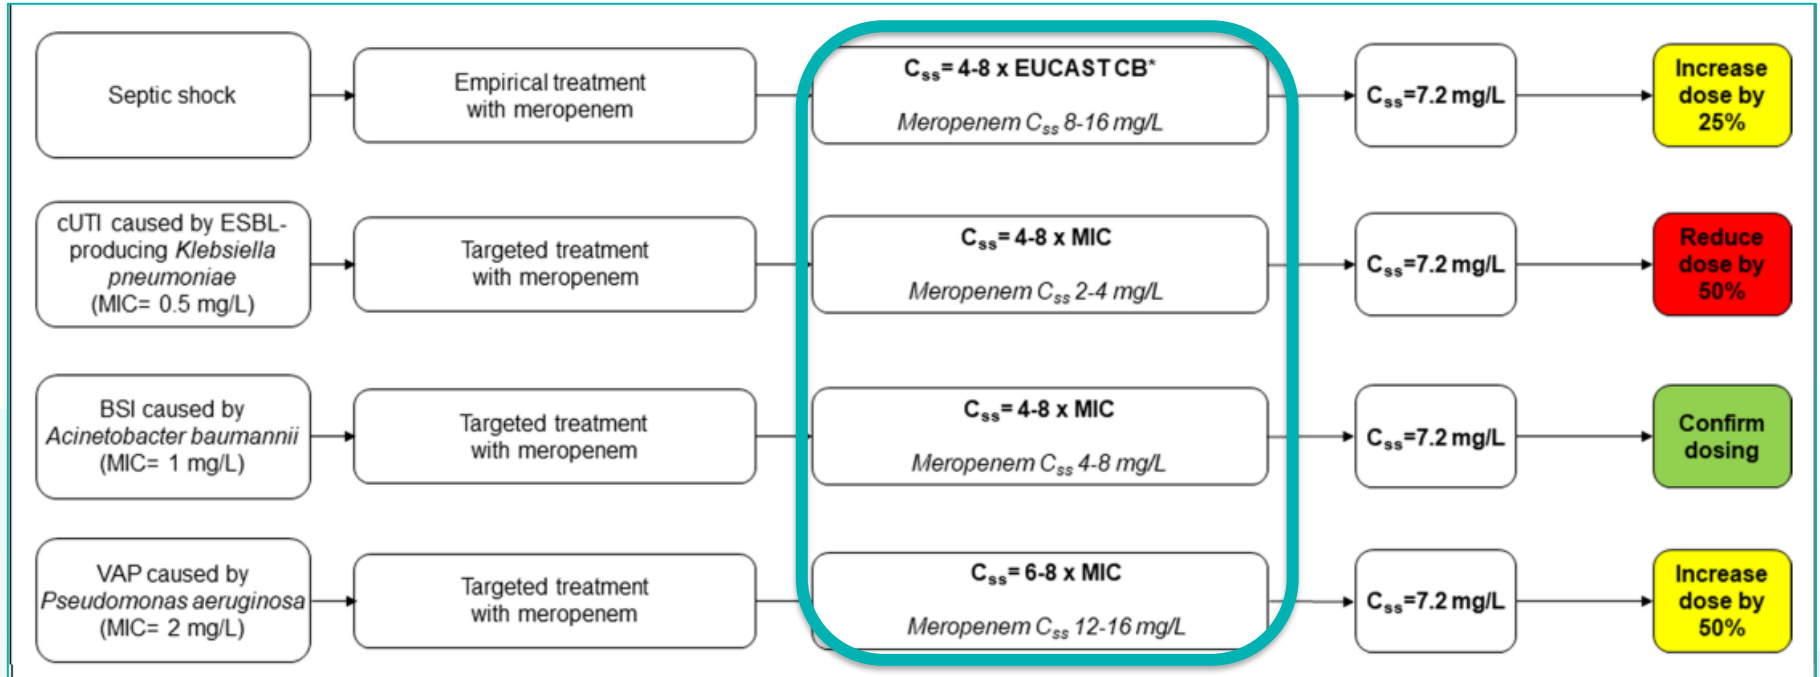 Septic shock
Empirical treatment
with meropenem
Css= 4-8 x EUCAST CB*
Meropenem Css 8-16 mg/L
Css=7.2 mg/L
Increase
dose by
25%
cUTI caused by ESBL-
producing Klebsiella
pneumoniae
(MIC= 0.5 mg/L)
Targeted treatment
with meropenem
Css= 4-8 x MIC
Meropenem Css 2-4 mg/L
Css=7.2 mg/L
Reduce
dose by
50%
BSI caused by
Acinetobacter baumannii
(MIC= 1 mg/L)
Targeted treatment
with meropenem
Css= 4-8 x MIC
Meropenem Css 4-8 mg/L
Css=7.2 mg/L
Confirm
dosing
VAP caused by
Pseudomonas aeruginosa
(MIC= 2 mg/L)
Targeted treatment
with meropenem
Css= 6-8 x MIC
Meropenem Css 12-16 mg/L
Css=7.2 mg/L
Increase
dose by
50%